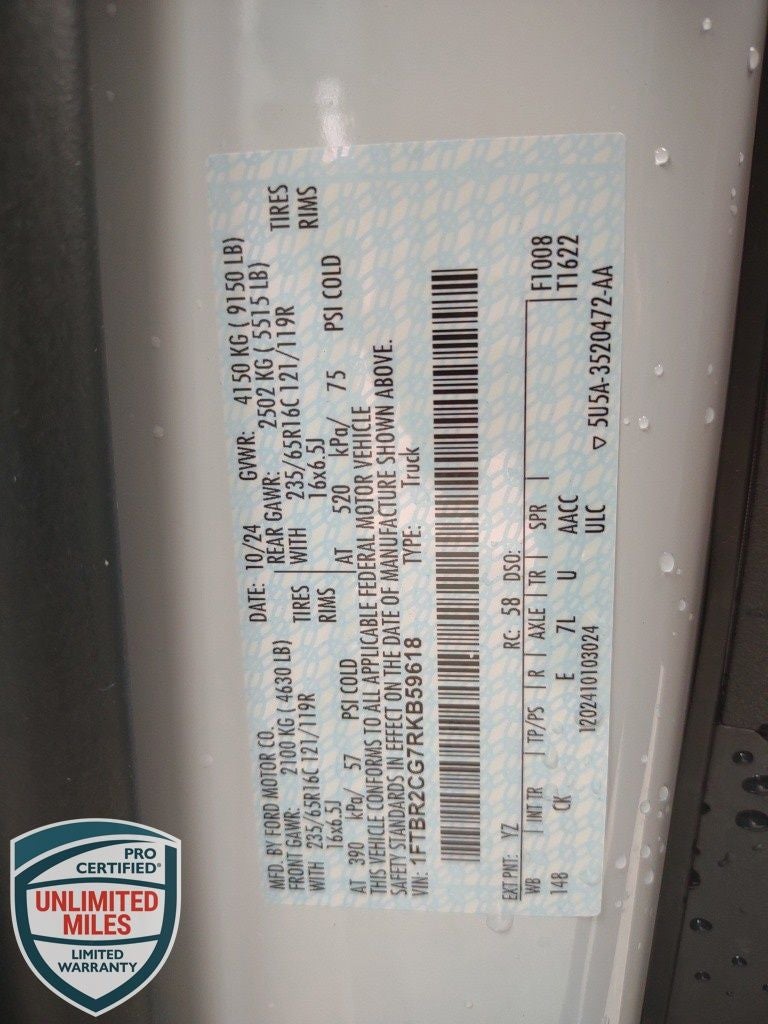 MFD. BY FORD MOTOR CO. DATE: 10/24 GVWR: 4150 KG ( 9150 LB)
FRONT GAWR: 2100 KG ( 4630 LB) REAR GAWR: 2502 KG ( 5515 LB)
WITH 235/65R16C 121/119R TIRES WITH 235/65R16C 121/119R TIRES
16x6.5J RIMS 16x6.5J RIMS
AT 390 kPa/ 57 PSI COLD AT 520 kPa/ 75 PSI COLD
THIS VEHICLE CONFORMS TO ALL APPLICABLE FEDERAL MOTOR VEHICLE
SAFETY STANDARDS IN EFFECT ON THE DATE OF MANUFACTURE SHOWN ABOVE.
VIN: 1FTBR2CG7RKB59618 TYPE: Truck
EXT PNT: YZ RC: 58 DSO: F1008
WB INT TR TP/PS R AXLE TR SPR T1622
148 CK E 7L U AACC
1202410103024 ULC ▽ 5U5A-3520472-AA
PRO
CERTIFIED®
UNLIMITED
MILES
LIMITED
WARRANTY